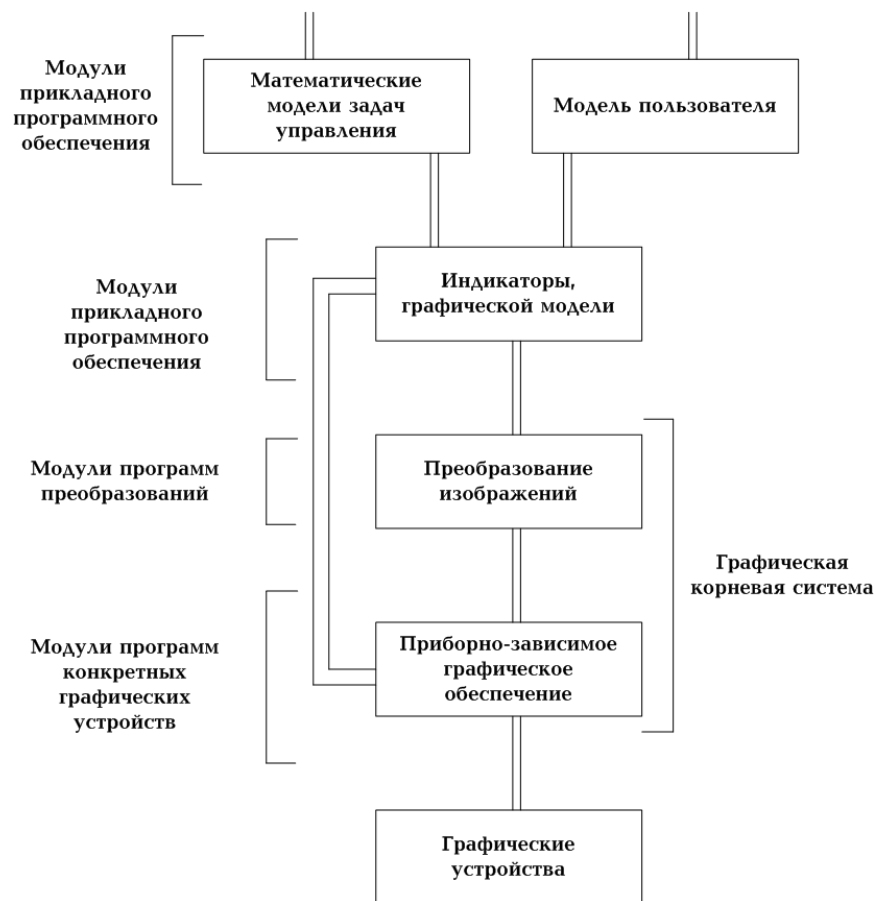 Модули
прикладного
программного
обеспечения
Математические
модели задач
управления
Модель пользователя
Модули
прикладного
программного
обеспечения
Индикаторы,
графической модели
Модули программ
преобразований
Преобразование
изображений
Графическая
корневая система
Модули программ
конкретных
графических
устройств
Приборно-зависимое
графическое
обеспечение
Графические
устройства